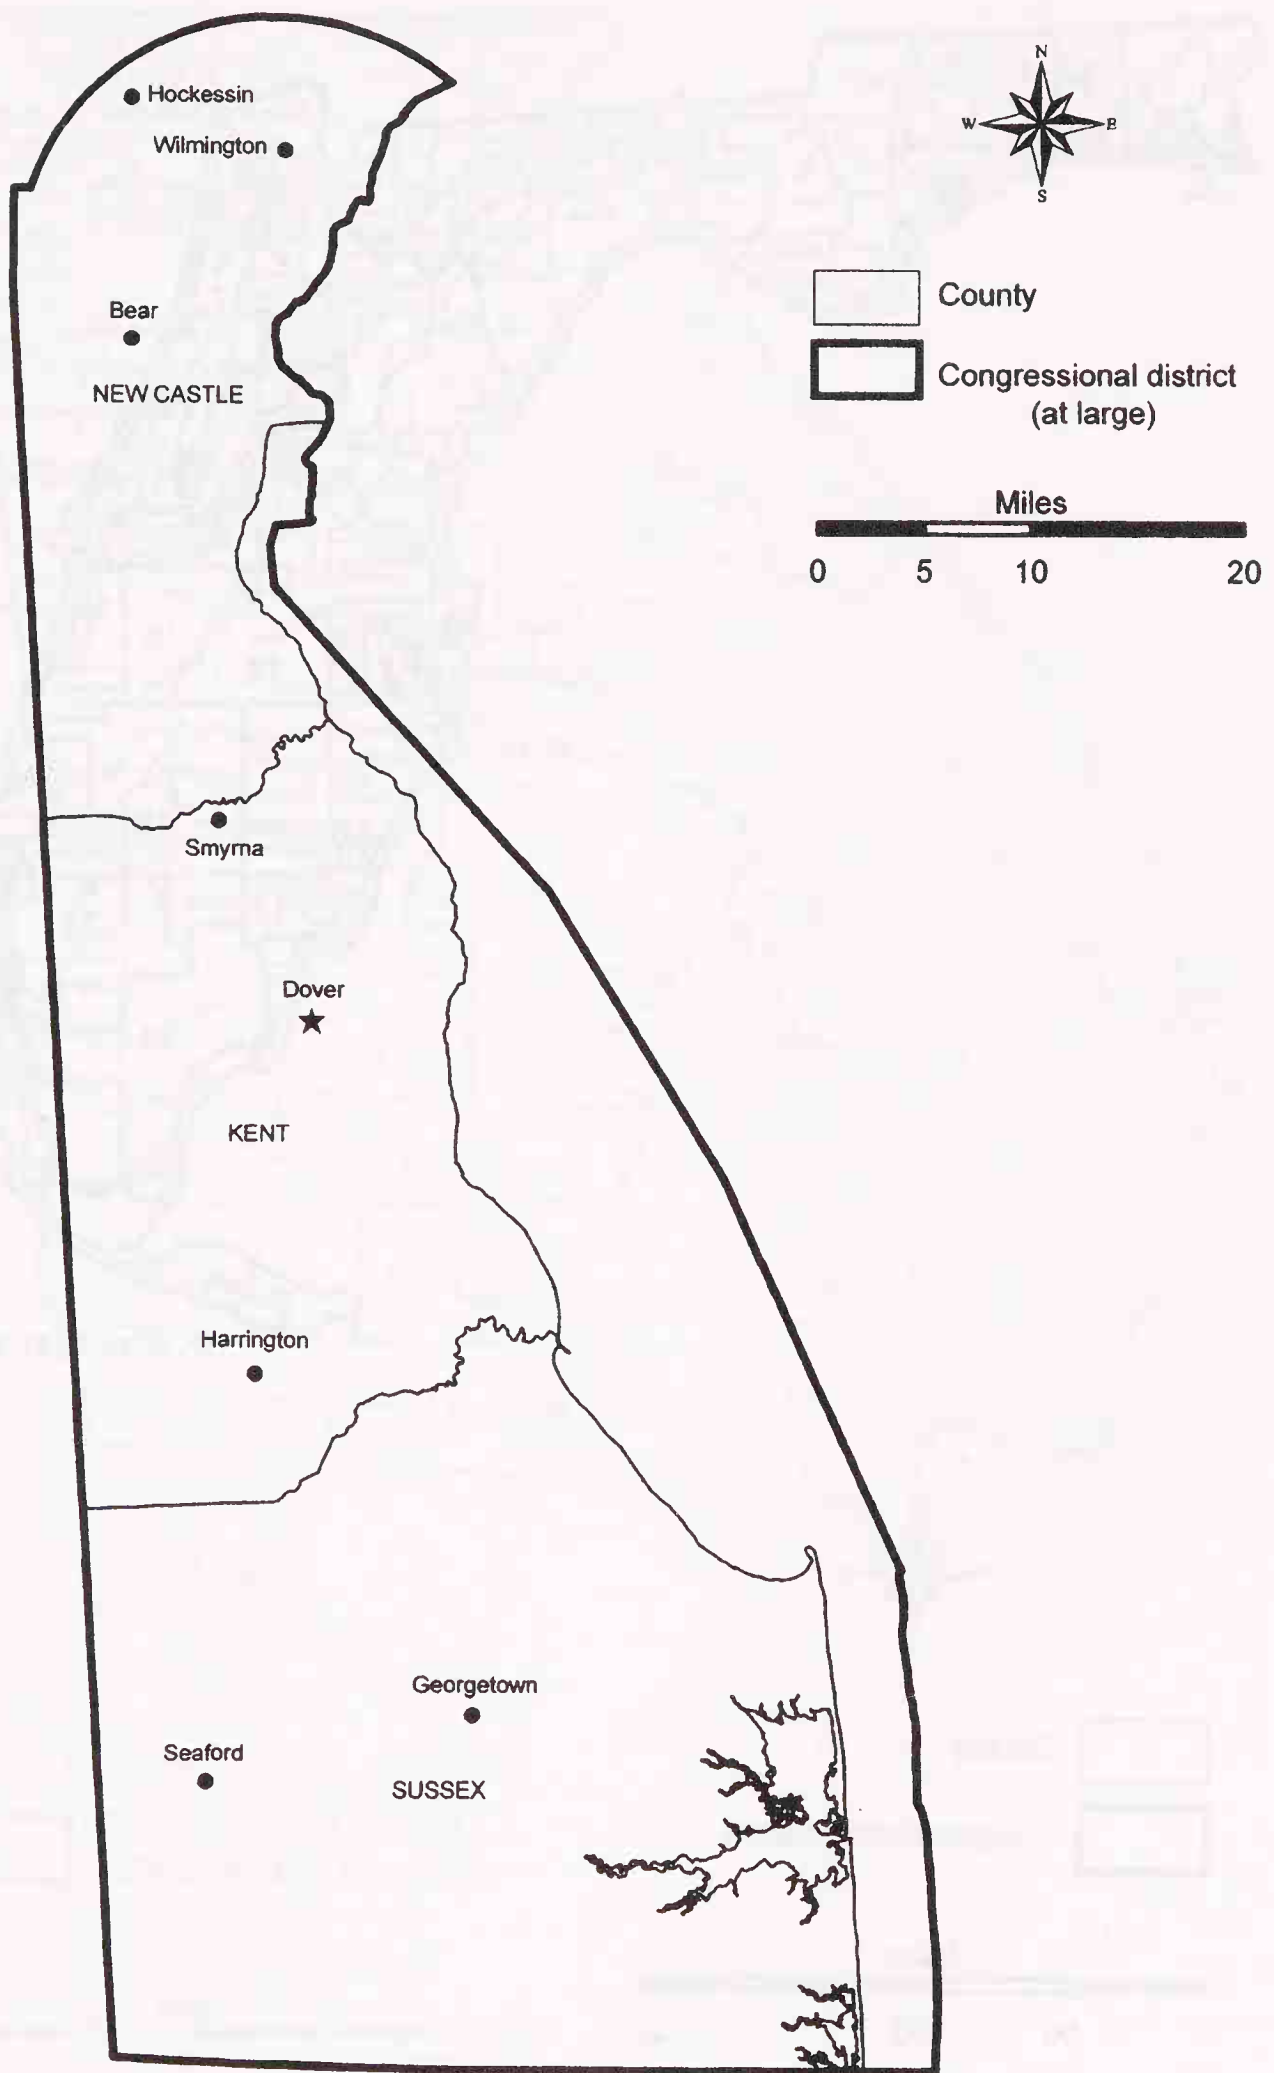 N
W E
S
Hockessin
Wilmington
County
Bear
Congressional district
(at large)
NEW CASTLE
Miles
0 5 10 20
Smyrna
Dover
KENT
Harrington
Georgetown
Seaford
SUSSEX